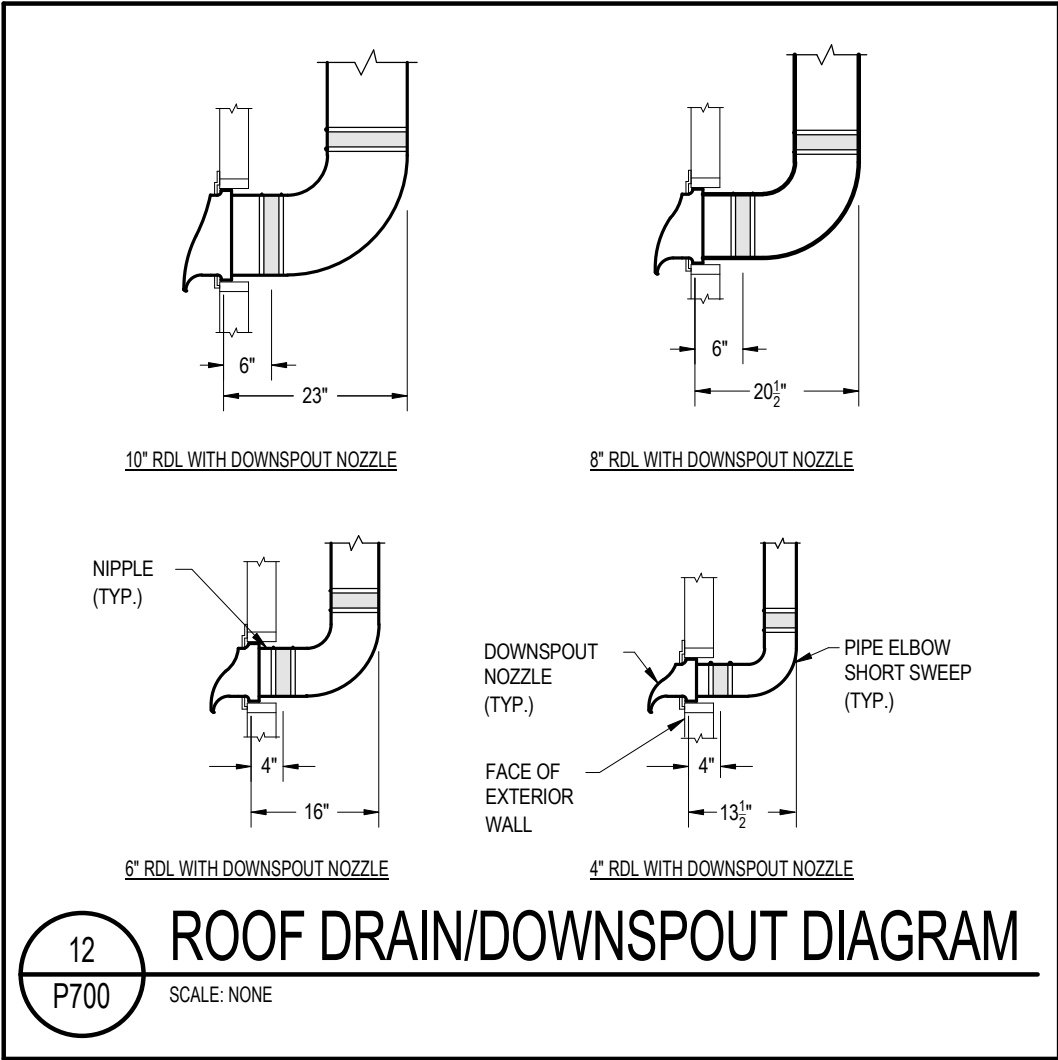 6"
23"
10" RDL WITH DOWNSPOUT NOZZLE
6"
20½"
8" RDL WITH DOWNSPOUT NOZZLE
NIPPLE
(TYP.)
4"
16"
6" RDL WITH DOWNSPOUT NOZZLE
DOWNSPOUT
NOZZLE
(TYP.)
PIPE ELBOW
SHORT SWEEP
(TYP.)
FACE OF
EXTERIOR
WALL
4"
13½"
4" RDL WITH DOWNSPOUT NOZZLE
12
P700
ROOF DRAIN/DOWNSPOUT DIAGRAM
SCALE: NONE